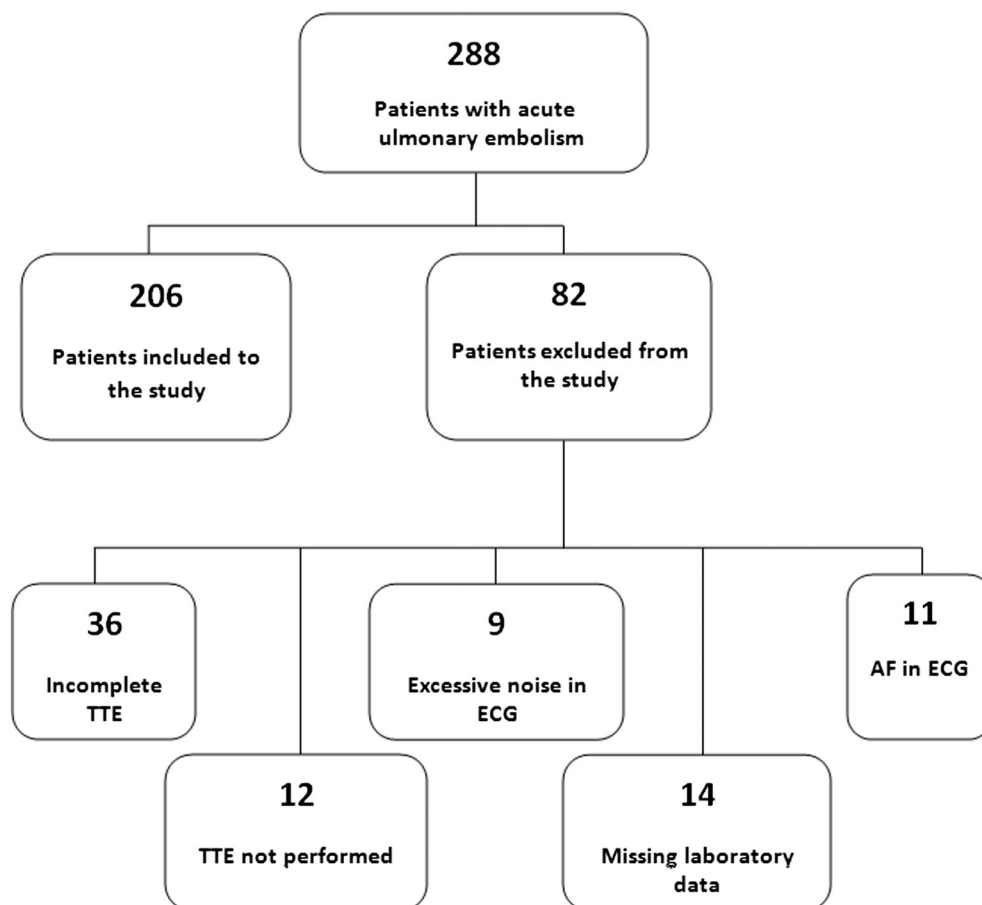 288
Patients with acute
ulmonary embolism
206
Patients included to
the study
82
Patients excluded from
the study
36
Incomplete
TTE
9
Excessive noise in
ECG
11
AF in ECG
12
TTE not performed
14
Missing laboratory
data